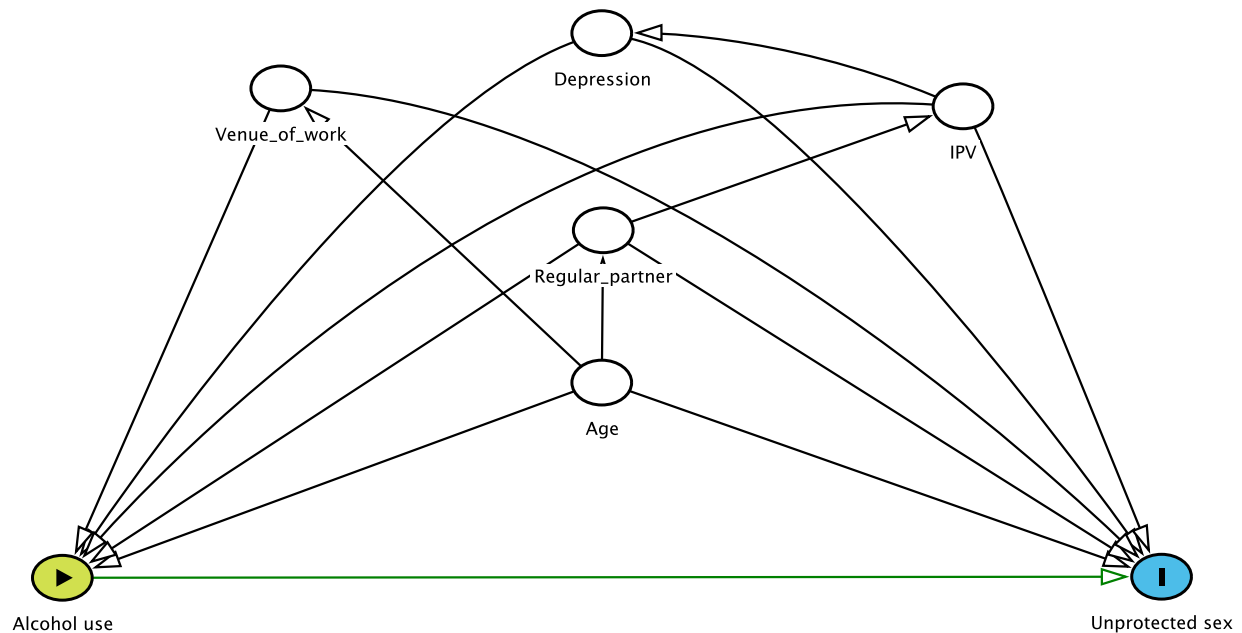 Depression
Venue_of_work
IPV
Regular_partner
Age
Alcohol use
Unprotected sex